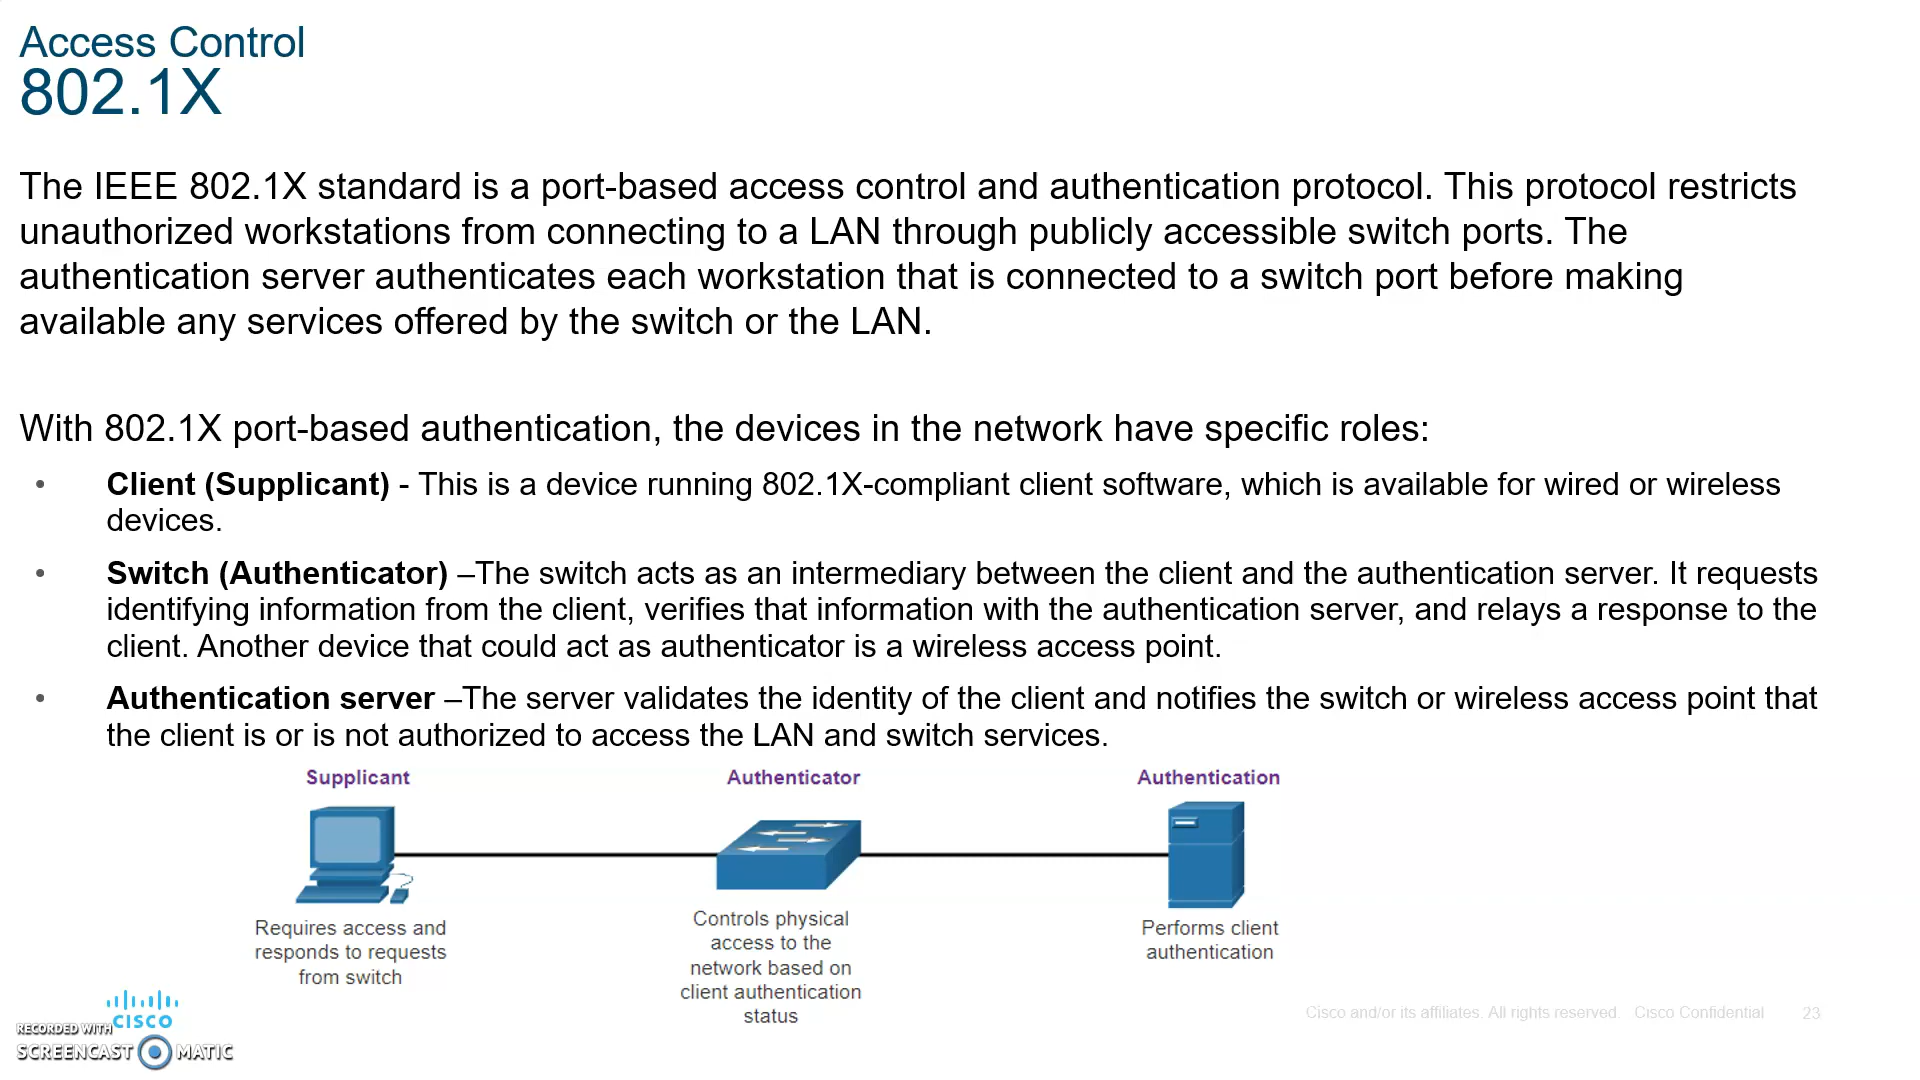 Access Control
802.1X
The IEEE 802.1X standard is a port-based access control and authentication protocol. This protocol restricts
unauthorized workstations from connecting to a LAN through publicly accessible switch ports. The
authentication server authenticates each workstation that is connected to a switch port before making
available any services offered by the switch or the LAN.
With 802.1X port-based authentication, the devices in the network have specific roles:
• Client (Supplicant) - This is a device running 802.1X-compliant client software, which is available for wired or wireless
devices.
• Switch (Authenticator) –The switch acts as an intermediary between the client and the authentication server. It requests
identifying information from the client, verifies that information with the authentication server, and relays a response to the
client. Another device that could act as authenticator is a wireless access point.
• Authentication server –The server validates the identity of the client and notifies the switch or wireless access point that
the client is or is not authorized to access the LAN and switch services.
Supplicant
Requires access and
responds to requests
from switch
Authenticator
Controls physical
access to the
network based on
client authentication
status
Authentication
Performs client
authentication
CISCO
RECORDED WITH
SCREENCAST MATIC
Cisco and/or its affiliates. All rights reserved. Cisco Confidential 23